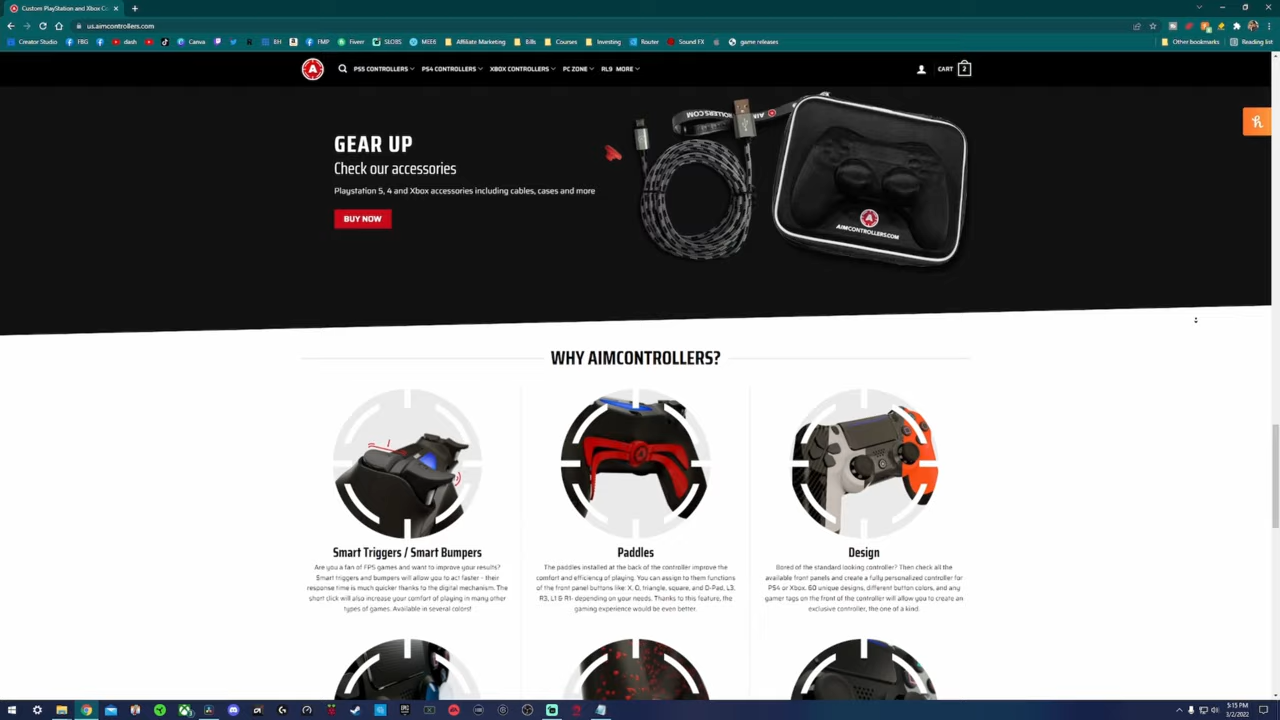 Custom PlayStation and Xbox Co
us.aimcontrollers.com
Creator Studio FBG dash Canva BH FMP Fiverr SLOBS MEE6 Affiliate Marketing Bills Courses Investing Router Sound FX game releases Other bookmarks Reading list
PS5 CONTROLLERS PS4 CONTROLLERS XBOX CONTROLLERS PC ZONE RL9 MORE CART 2
GEAR UP
Check our accessories
Playstation 5, 4 and Xbox accessories including cables, cases and more
BUY NOW
AIMCONTROLLERS.COM
AIMCONTROLLERS.COM
WHY AIMCONTROLLERS?
Smart Triggers / Smart Bumpers
Are you a fan of FPS games and want to improve your results?
Smart triggers and bumpers will allow you to act faster - their
response time is much quicker thanks to the digital mechanism. The
short click will also increase your comfort of playing in many other
types of games. Available in several colors!
Paddles
The paddles installed at the back of the controller improve the
comfort and efficiency of playing. You can assign to them functions
of the front panel buttons like: X, O, triangle, square, and D-Pad, L3,
R3, L1 & R1- depending on your needs. Thanks to this feature, the
gaming experience would be even better.
Design
Bored of the standard looking controller? Then check all the
available front panels and create a fully personalized controller for
PS4 or Xbox. 60 unique designs, different button colors, and any
gamer tags on the front of the controller will allow you to create an
exclusive controller, the one of a kind.
5:15 PM
3/2/2022